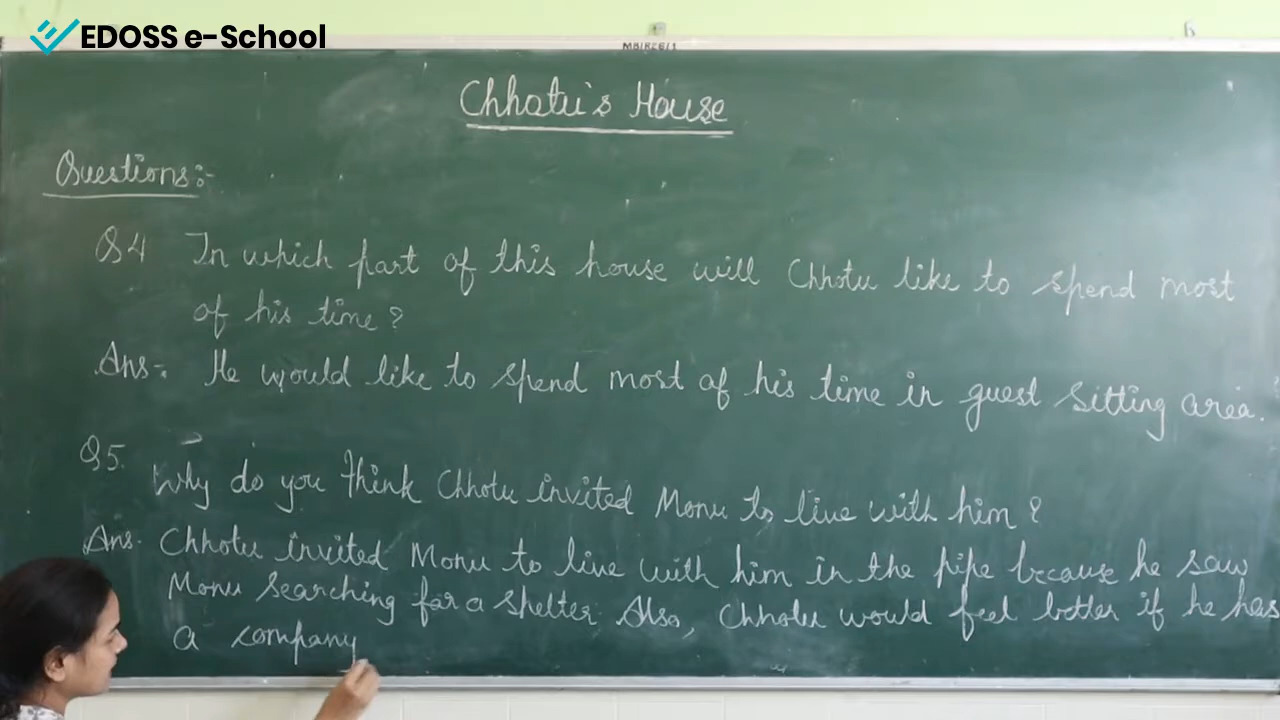 EDOSS e-School
MB/R26/1
Chhotu's House
Questions:-
Q4 In which part of this house will Chhotu like to spend most
of his time?
Ans-: He would like to spend most of his time in guest sitting area.
Q5. Why do you think Chhotu invited Monu to live with him?
Ans- Chhotu invited Monu to live with him in the pipe because he saw
Monu searching for a shelter. Also, Chhotu would feel better if he has
a company